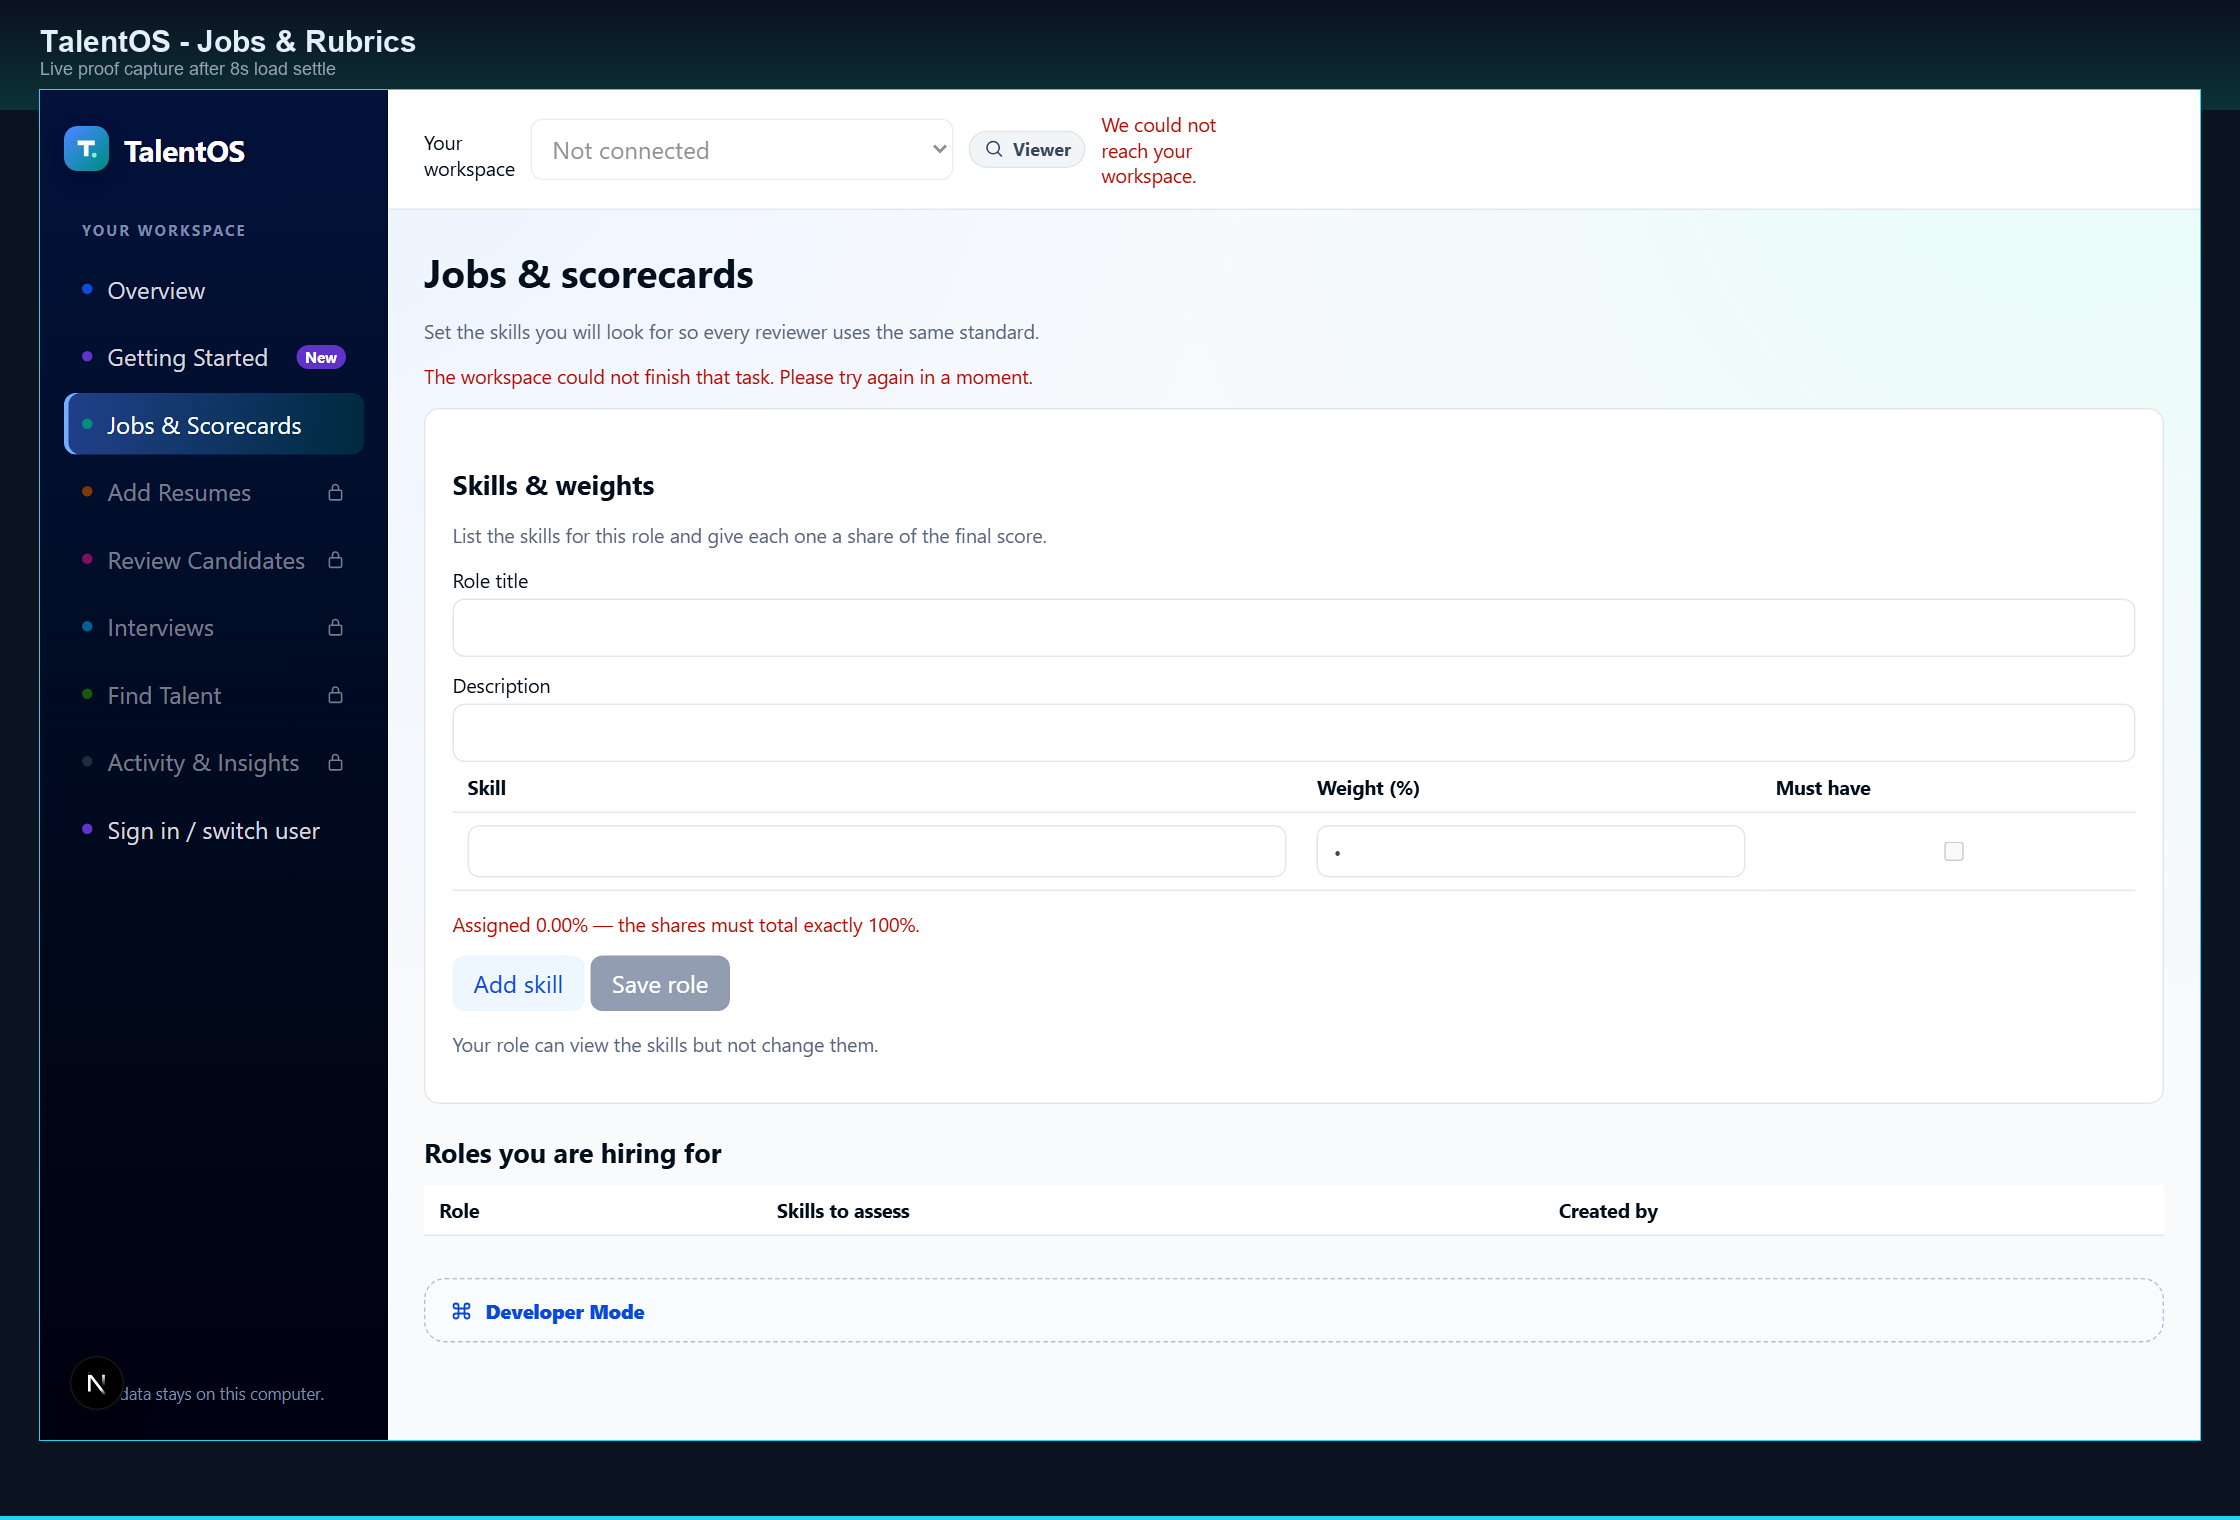 TalentOS - Jobs & Rubrics
Live proof capture after 8s load settle
T.
TalentOS
YOUR WORKSPACE
Overview
Getting Started
New
Jobs & Scorecards
Add Resumes
Review Candidates
Interviews
Find Talent
Activity & Insights
Sign in / switch user
N
data stays on this computer.
Your
workspace
Not connected
Viewer
We could not
reach your
workspace.
Jobs & scorecards
Set the skills you will look for so every reviewer uses the same standard.
The workspace could not finish that task. Please try again in a moment.
Skills & weights
List the skills for this role and give each one a share of the final score.
Role title
Description
Skill
Weight (%)
Must have
Assigned 0.00% — the shares must total exactly 100%.
Add skill
Save role
Your role can view the skills but not change them.
Roles you are hiring for
Role
Skills to assess
Created by
⌘ Developer Mode